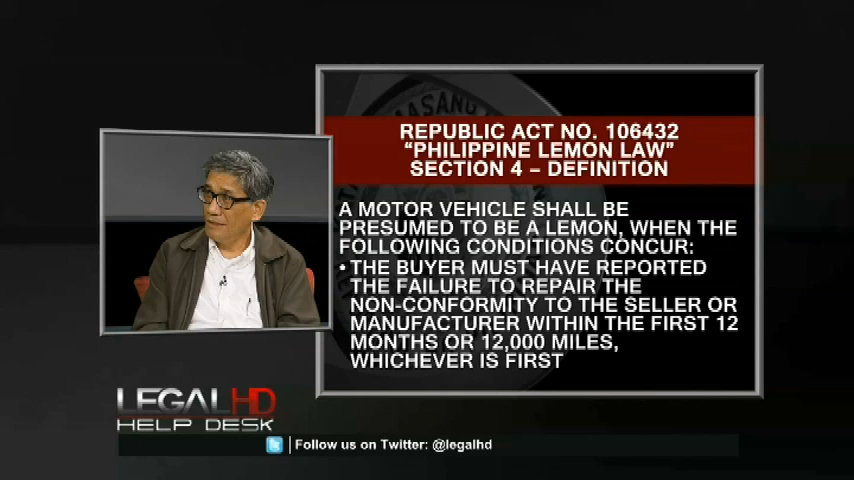 REPUBLIC ACT NO. 106432
“PHILIPPINE LEMON LAW”
SECTION 4 – DEFINITION
A MOTOR VEHICLE SHALL BE
PRESUMED TO BE A LEMON, WHEN THE
FOLLOWING CONDITIONS CONCUR:
• THE BUYER MUST HAVE REPORTED
THE FAILURE TO REPAIR THE
NON-CONFORMITY TO THE SELLER OR
MANUFACTURER WITHIN THE FIRST 12
MONTHS OR 12,000 MILES,
WHICHEVER IS FIRST
LEGALHD
HELP DESK
Follow us on Twitter: @legalhd